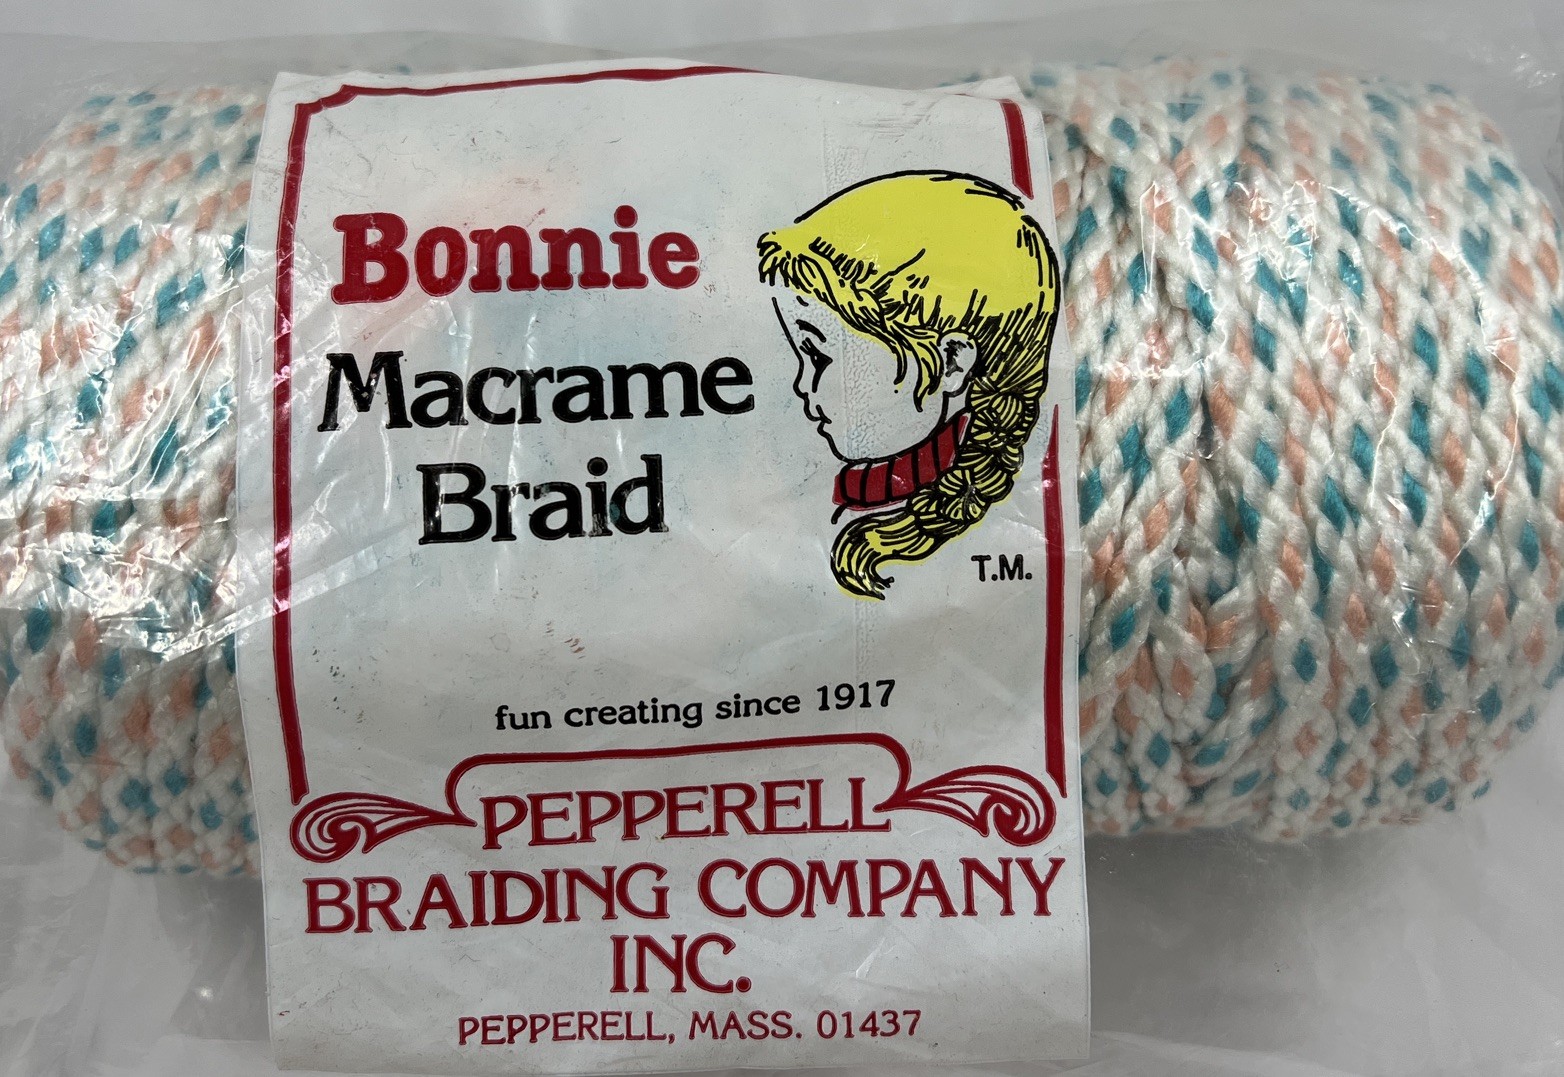 Bonnie
Macrame
Braid
T.M.
fun creating since 1917
PEPPERELL
BRAIDING COMPANY
INC.
PEPPERELL, MASS. 01437